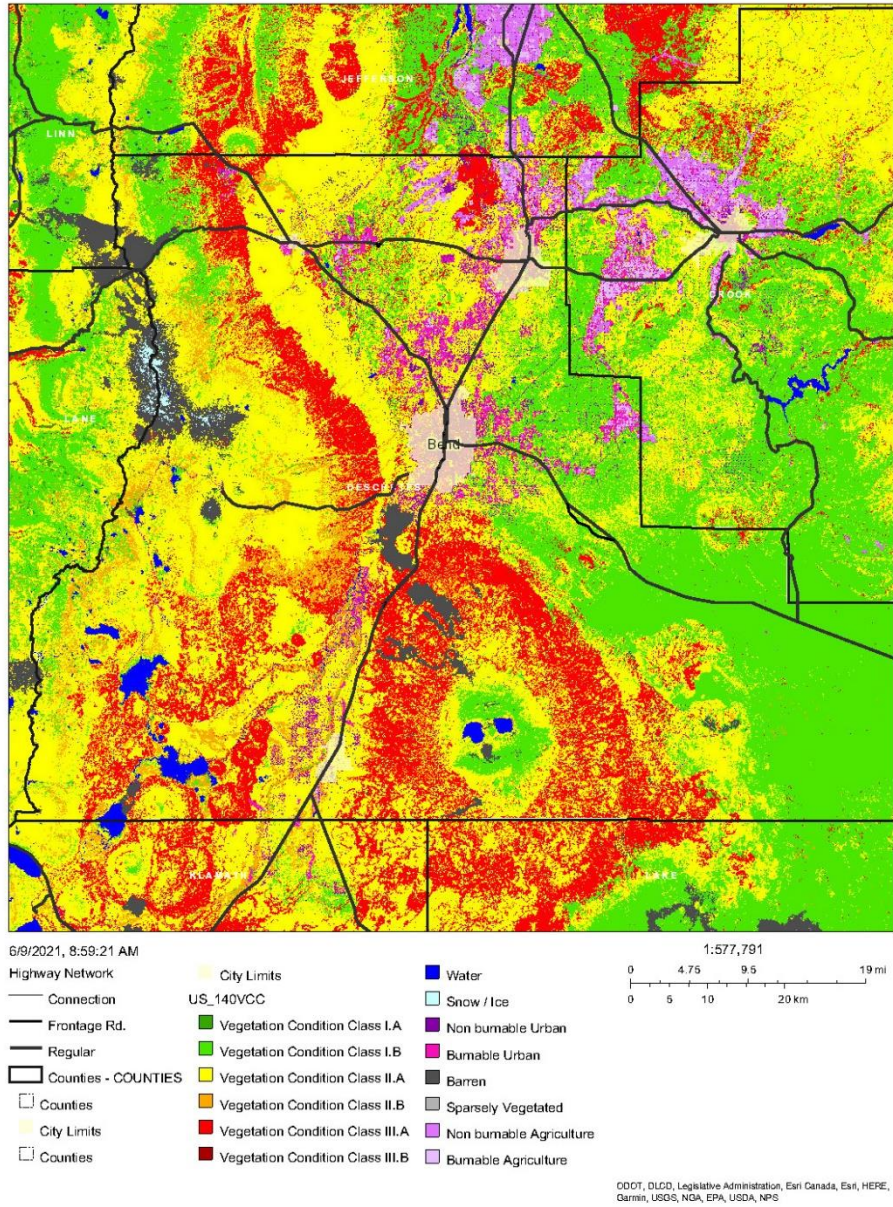 JEFFERSON
LINN
CROOK
LANE
Bend
DESCHUTES
KLAMATH
LAKE
6/9/2021, 8:59:21 AM
1:577,791
Highway Network
Connection
Frontage Rd.
Regular
Counties - COUNTIES
Counties
City Limits
Counties
City Limits
US_140VCC
Vegetation Condition Class I.A
Vegetation Condition Class I.B
Vegetation Condition Class II.A
Vegetation Condition Class II.B
Vegetation Condition Class III.A
Vegetation Condition Class III.B
Water
Snow / Ice
Non burnable Urban
Burnable Urban
Barren
Sparsely Vegetated
Non burnable Agriculture
Burnable Agriculture
0 4.75 9.5 19 mi
0 5 10 20 km
ODOT, DLCD, Legislative Administration, Esri Canada, Esri, HERE,
Garmin, USGS, NGA, EPA, USDA, NPS